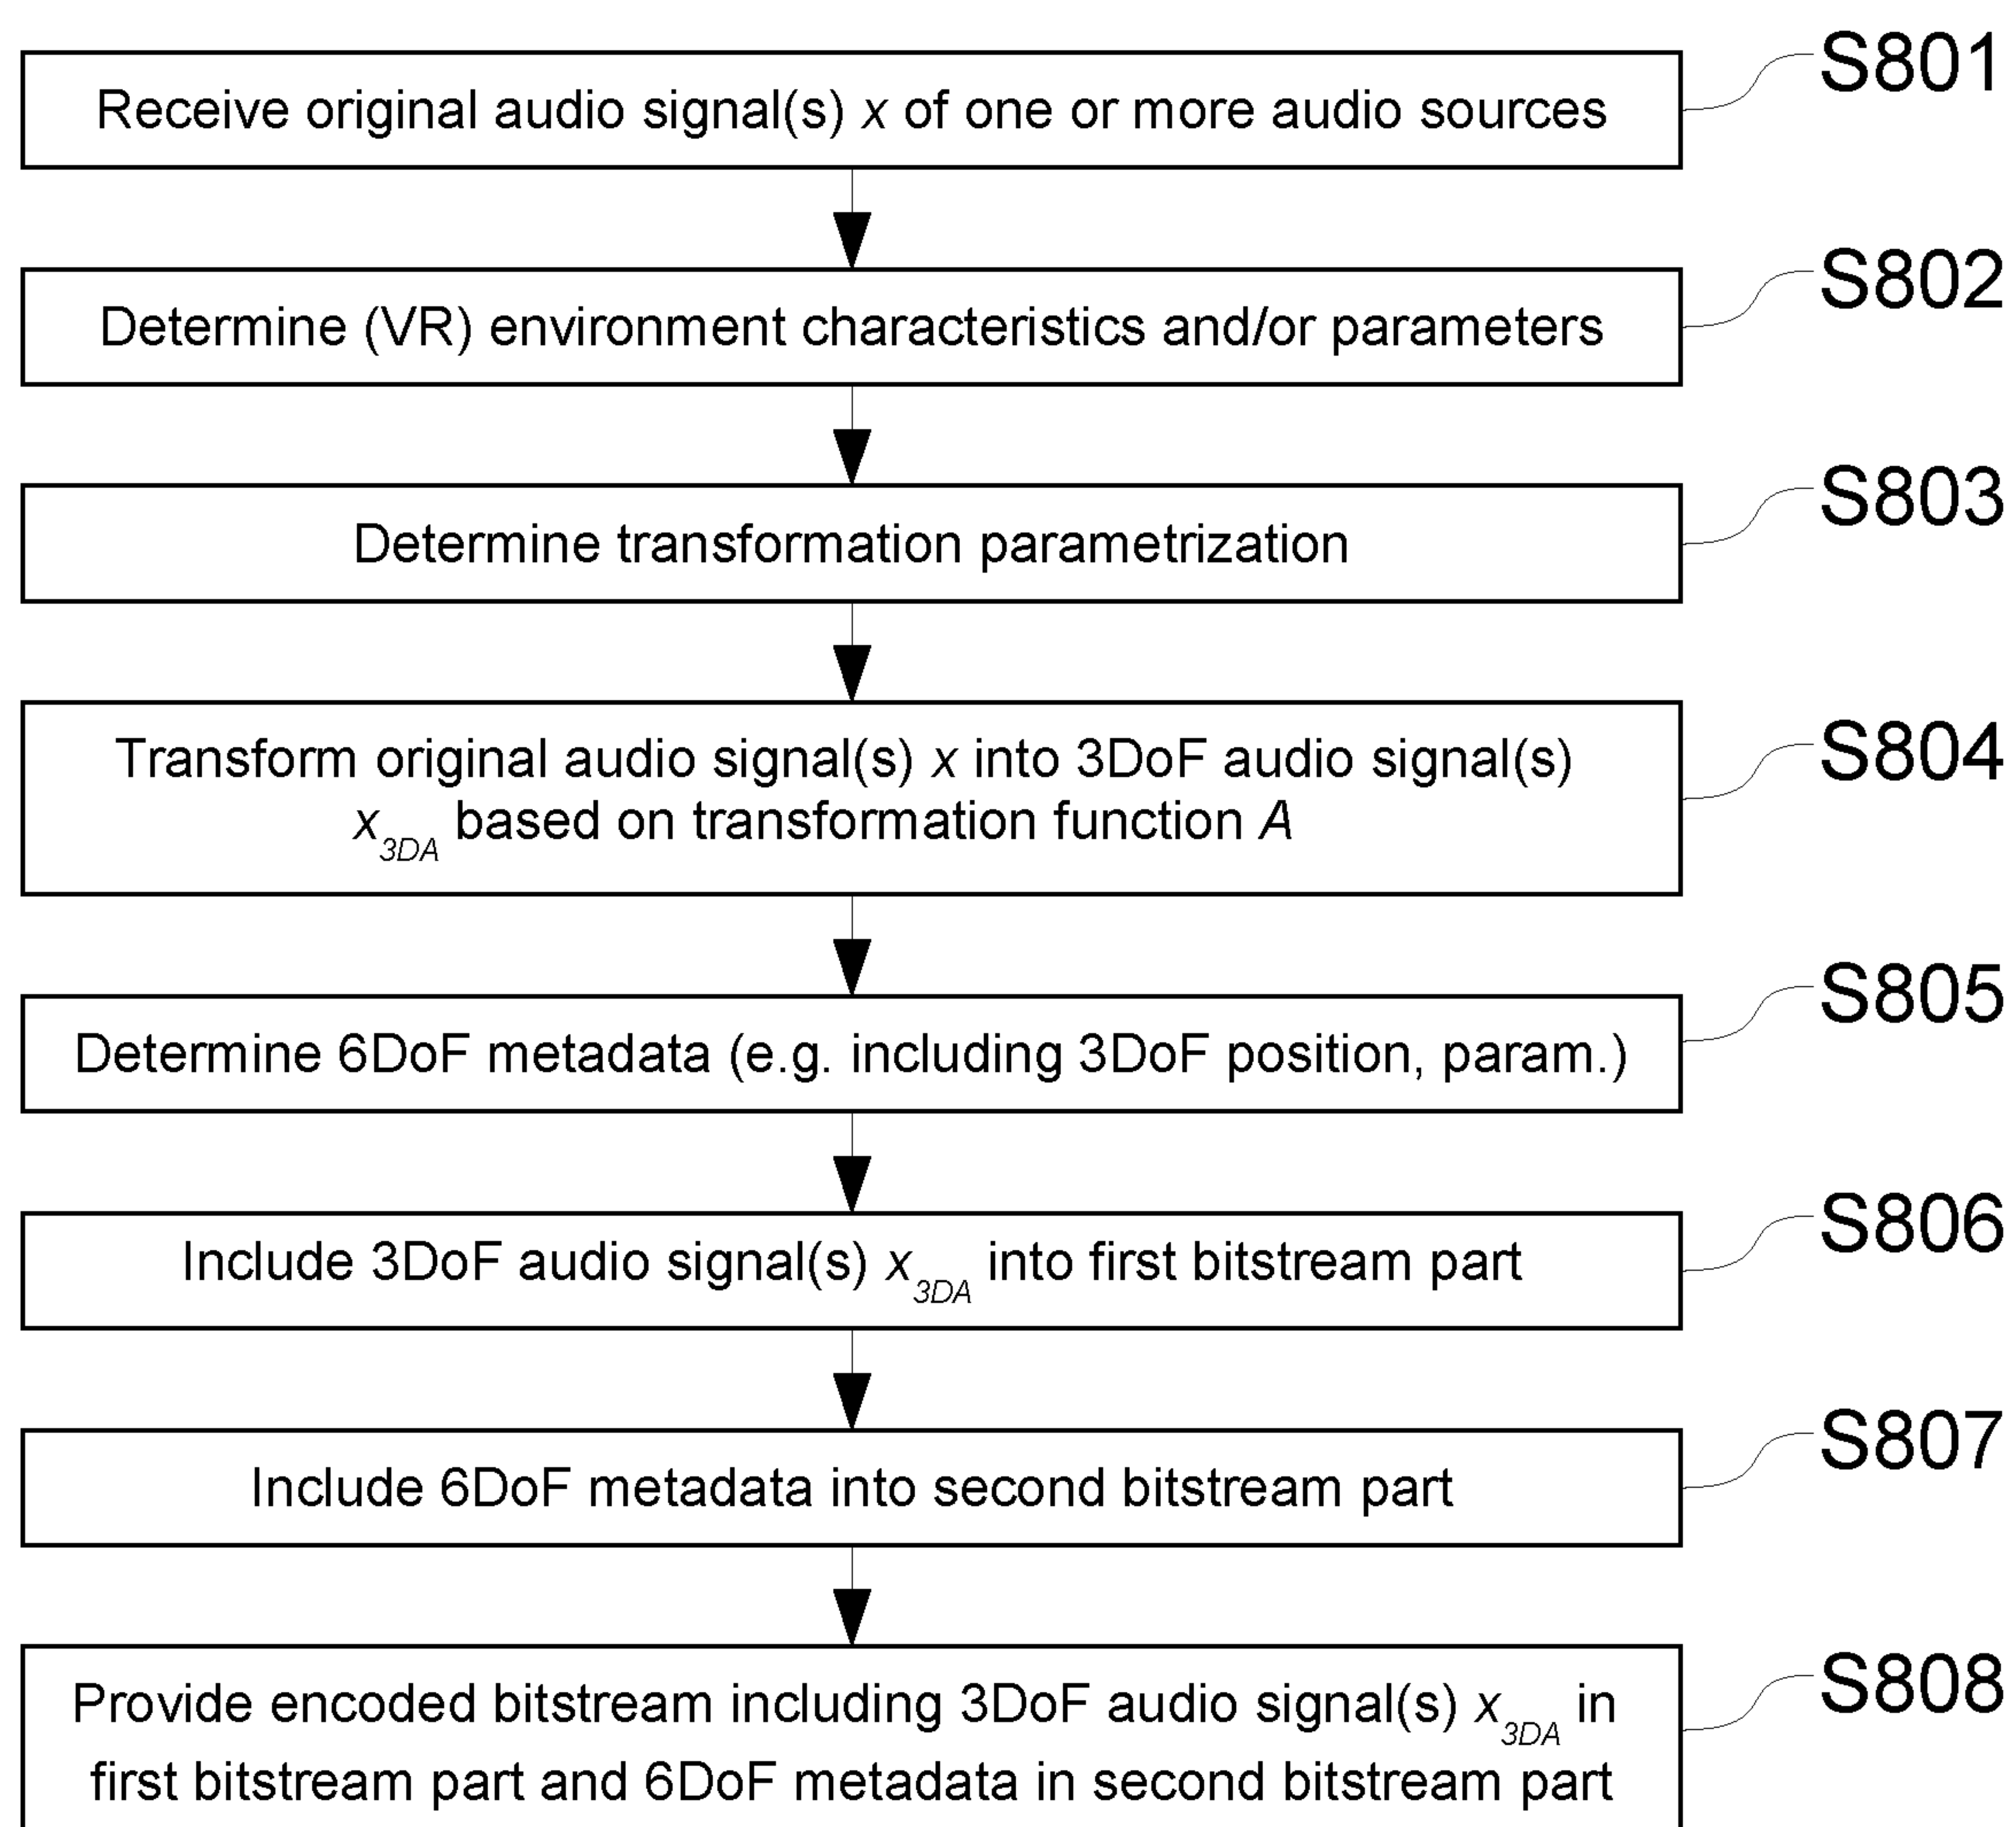 Receive original audio signal(s) x of one or more audio sources
S801
Determine (VR) environment characteristics and/or parameters
S802
Determine transformation parametrization
S803
Transform original audio signal(s) x into 3DoF audio signal(s)
x3DA based on transformation function A
S804
Determine 6DoF metadata (e.g. including 3DoF position, param.)
S805
Include 3DoF audio signal(s) x3DA into first bitstream part
S806
Include 6DoF metadata into second bitstream part
S807
Provide encoded bitstream including 3DoF audio signal(s) x3DA in
first bitstream part and 6DoF metadata in second bitstream part
S808